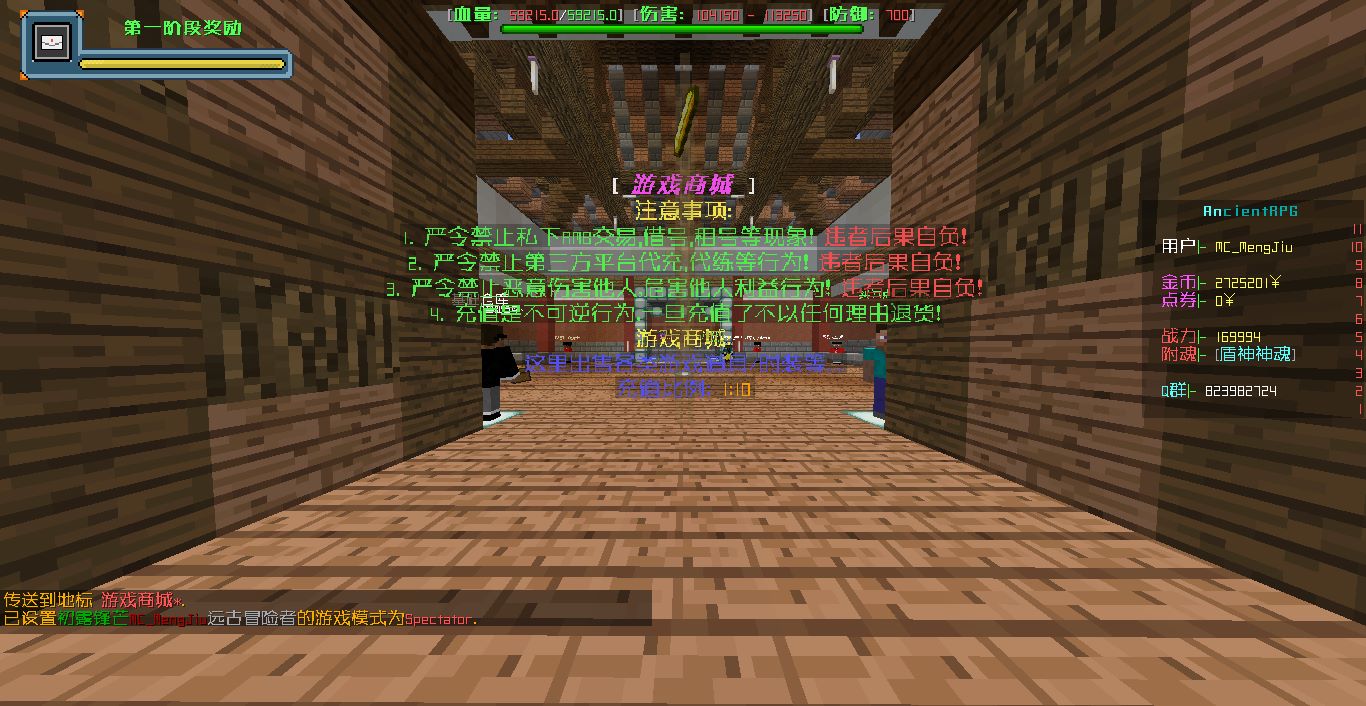 [血量: 59215.0/59215.0] [伤害: 104150 - 113250] [防御: 700]
第一阶段奖励
[ 游戏商城 ]
注意事项:
1. 严令禁止私下RMB交易,借号,租号等现象! 违者后果自负!
2. 严令禁止第三方平台代充,代练等行为! 违者后果自负!
3. 严令禁止恶意伤害他人,危害他人利益行为! 违者后果自负!
4. 充值是不可逆行为,一旦充值了不以任何理由退货!
游戏商城
这里出售各类游戏道具/时装等
充值比例: 1:10
AncientRPG
用户|- MC_MengJiu
金币|- 2725201¥
点券|- 0¥
战力|- 169994
附魂|- [盾神神魂]
Q群|- 823982724
11
10
9
8
7
6
5
4
3
2
1
传送到地标 游戏商城*.
已设置初露锋芒MC_MengJiu远古冒险者的游戏模式为Spectator.